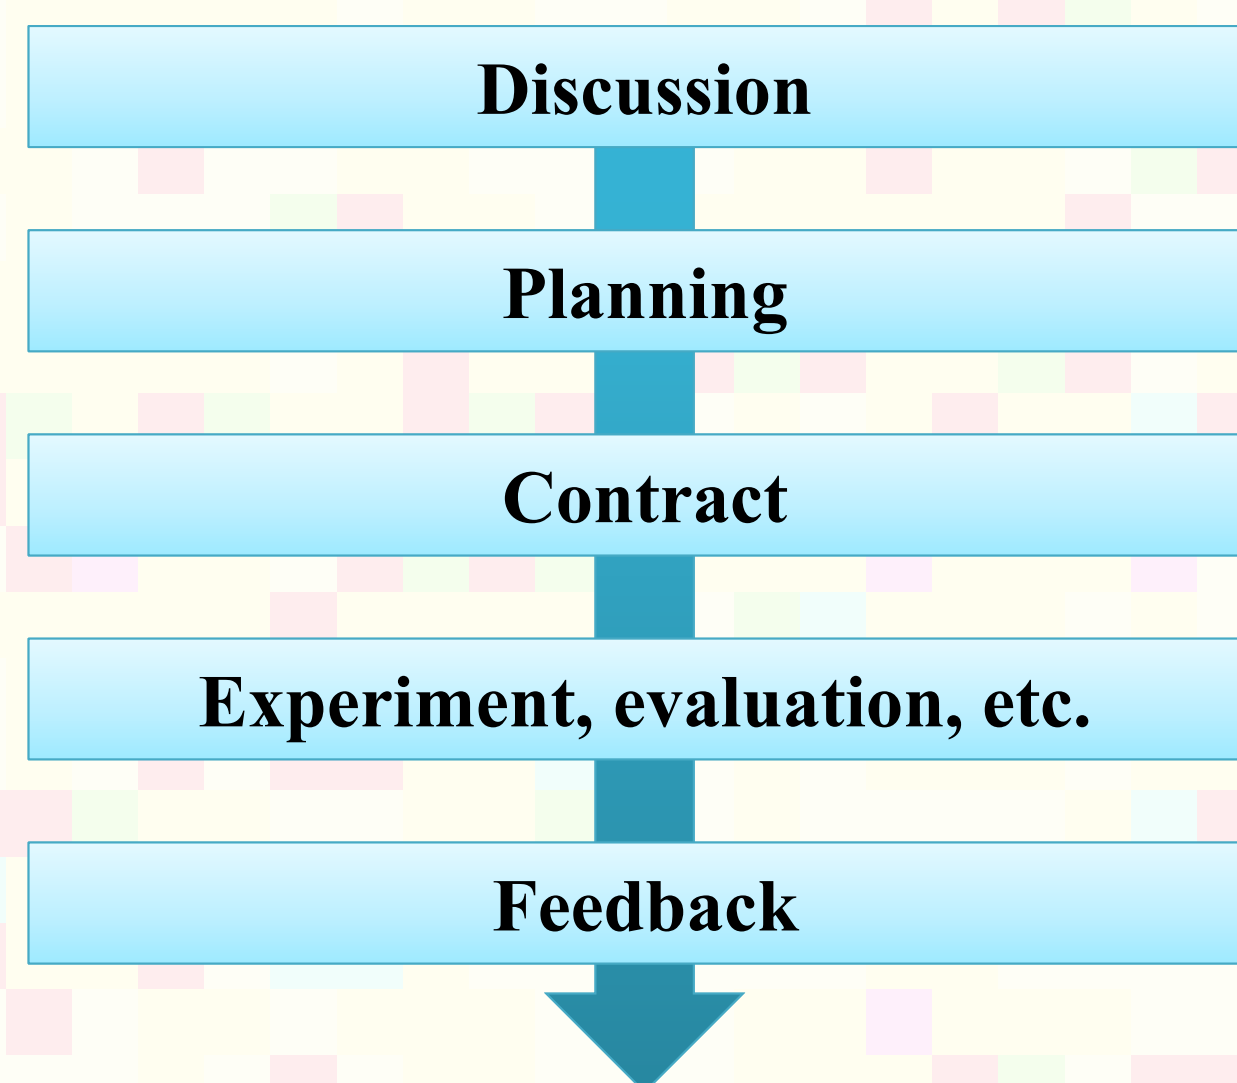 Discussion
Planning
Contract
Experiment, evaluation, etc.
Feedback